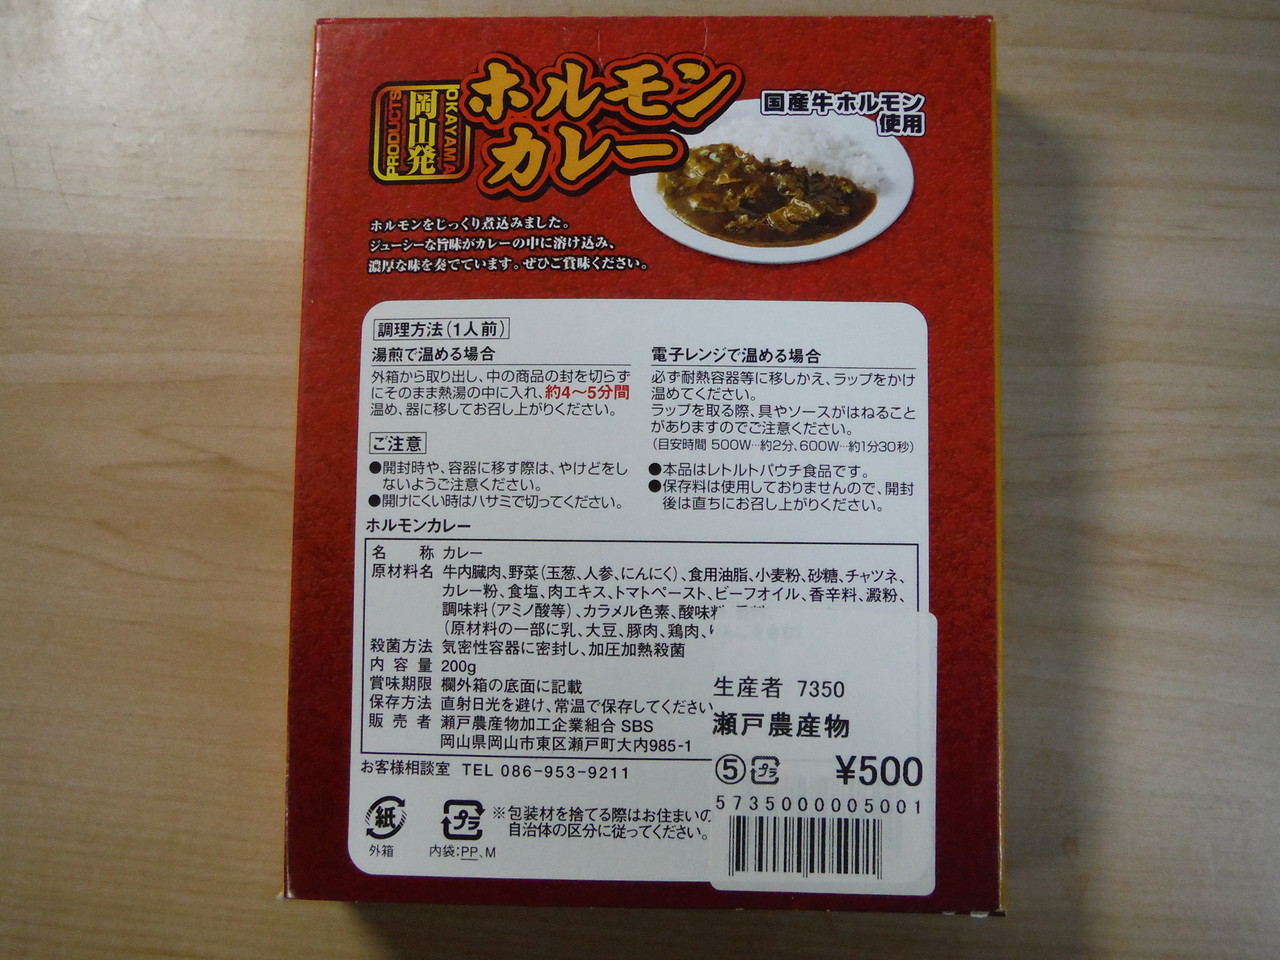 OKAYAMA
岡山発
PRODUCTS
ホルモン
カレー
国産牛ホルモン
使用
ホルモンをじっくり煮込みました。
ジューシーな旨味がカレーの中に溶け込み、
濃厚な味を奏でています。ぜひご賞味ください。
調理方法(1人前)
湯煎で温める場合
外箱から取り出し、中の商品の封を切らず
にそのまま熱湯の中に入れ、約4〜5分間
温め、器に移してお召し上がりください。
電子レンジで温める場合
必ず耐熱容器等に移しかえ、ラップをかけ
温めてください。
ラップを取る際、具やソースがはねること
がありますのでご注意ください。
(目安時間 500W…約2分、600W…約1分30秒)
ご注意
●開封時や、容器に移す際は、やけどをし
ないようご注意ください。
●開けにくい時はハサミで切ってください。
●本品はレトルトパウチ食品です。
●保存料は使用しておりませんので、開封
後は直ちにお召し上がりください。
ホルモンカレー
名称 カレー
原材料名 牛内臓肉、野菜(玉葱、人参、にんにく)、食用油脂、小麦粉、砂糖、チャツネ、
カレー粉、食塩、肉エキス、トマトペースト、ビーフオイル、香辛料、澱粉、
調味料(アミノ酸等)、カラメル色素、酸味料
(原材料の一部に乳、大豆、豚肉、鶏肉、
殺菌方法 気密性容器に密封し、加圧加熱殺菌
内容量 200g
賞味期限 欄外箱の底面に記載
保存方法 直射日光を避け、常温で保存してください
販売者 瀬戸農産物加工企業組合 SBS
岡山県岡山市東区瀬戸町大内985-1
お客様相談室 TEL 086-953-9211
紙
外箱
プラ
内袋:PP、M
※包装材を捨てる際はお住まいの
自治体の区分に従ってください。
生産者 7350
瀬戸農産物
⑤ プラ ¥500
5735000005001